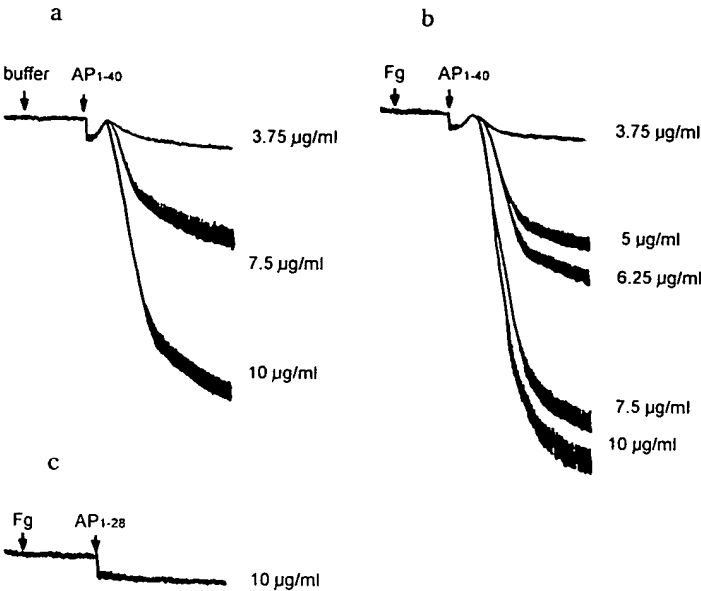 a
buffer AP1-40
3.75 µg/ml
7.5 µg/ml
10 µg/ml
b
Fg AP1-40
3.75 µg/ml
5 µg/ml
6.25 µg/ml
7.5 µg/ml
10 µg/ml
c
Fg AP1-28
10 µg/ml